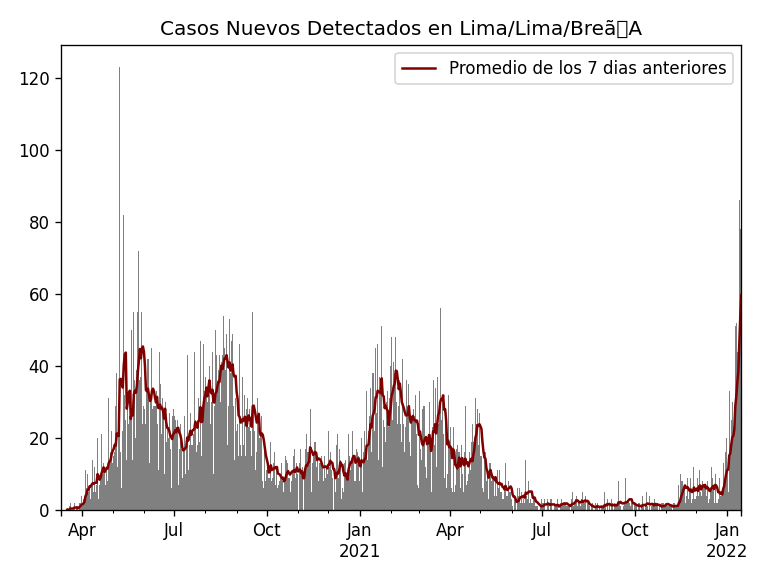 Casos Nuevos Detectados en Lima/Lima/Breã▯A
Promedio de los 7 dias anteriores
120
100
80
60
40
20
0
Apr Jul Oct Jan Apr Jul Oct Jan
2021 2022